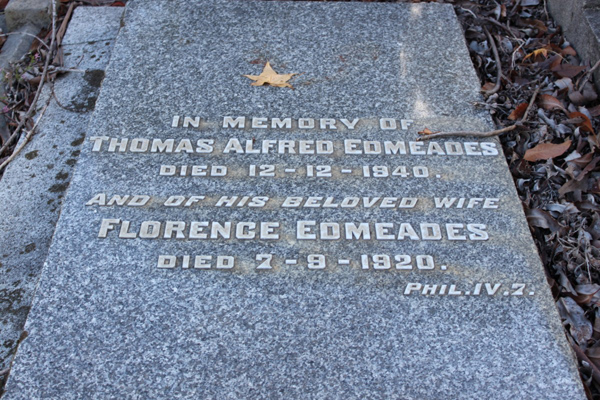 IN MEMORY OF
THOMAS ALFRED EDMEADES
DIED 12-12-1940.
AND OF HIS BELOVED WIFE
FLORENCE EDMEADES
DIED 7-9-1920.
PHIL.IV.7.